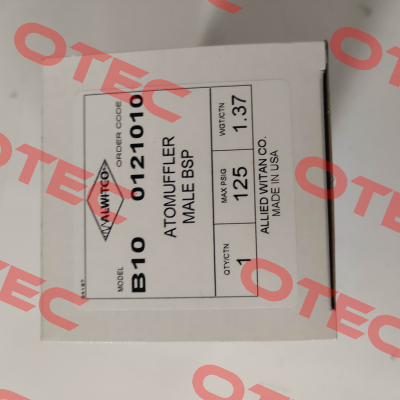 ALWITCO
MODEL ORDER CODE
B10 0121010
ATOMUFFLER
MALE BSP
QTY/CTN MAX PSIG WGT/CTN
1 125 1.37
ALLIED WITAN CO.
MADE IN USA
OTEC
OTEC
OTEC
OTEC
OTEC